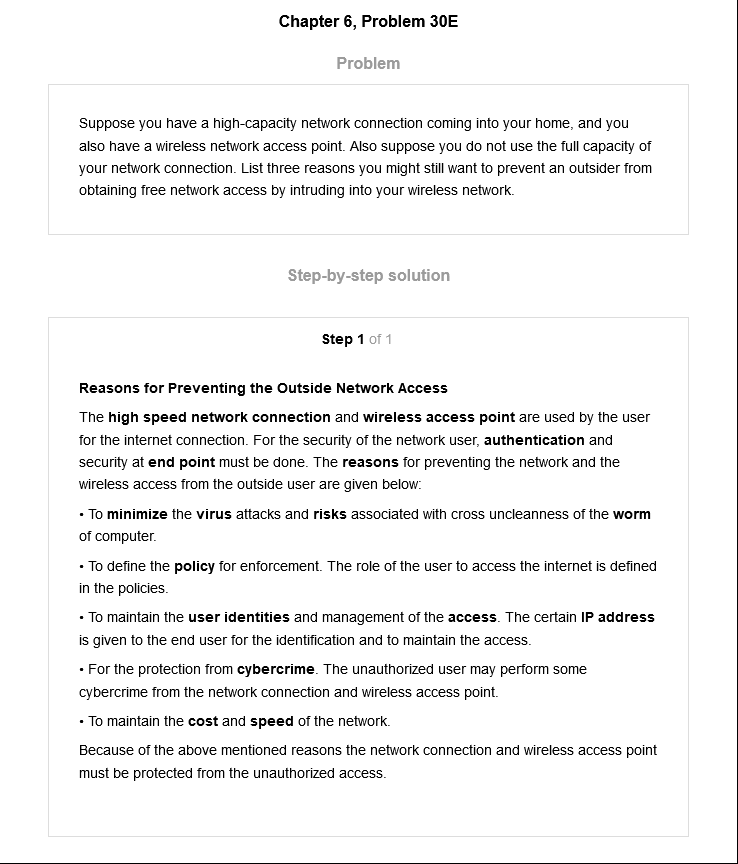 Chapter 6, Problem 30E
Problem
Suppose you have a high-capacity network connection coming into your home, and you
also have a wireless network access point. Also suppose you do not use the full capacity of
your network connection. List three reasons you might still want to prevent an outsider from
obtaining free network access by intruding into your wireless network.
Step-by-step solution
Step 1 of 1
Reasons for Preventing the Outside Network Access
The high speed network connection and wireless access point are used by the user
for the internet connection. For the security of the network user, authentication and
security at end point must be done. The reasons for preventing the network and the
wireless access from the outside user are given below:
• To minimize the virus attacks and risks associated with cross uncleanness of the worm
of computer.
• To define the policy for enforcement. The role of the user to access the internet is defined
in the policies.
• To maintain the user identities and management of the access. The certain IP address
is given to the end user for the identification and to maintain the access.
• For the protection from cybercrime. The unauthorized user may perform some
cybercrime from the network connection and wireless access point.
• To maintain the cost and speed of the network.
Because of the above mentioned reasons the network connection and wireless access point
must be protected from the unauthorized access.